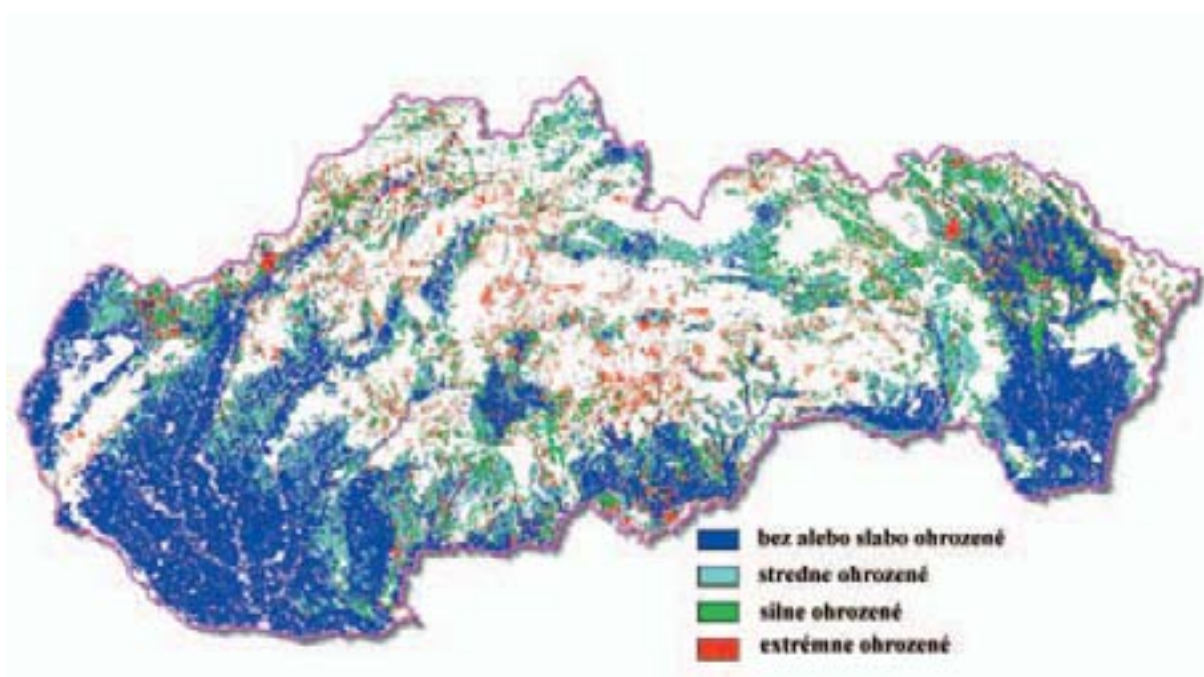 bez alebo slabo ohrozené
stredne ohrozené
silne ohrozené
extrémne ohrozené